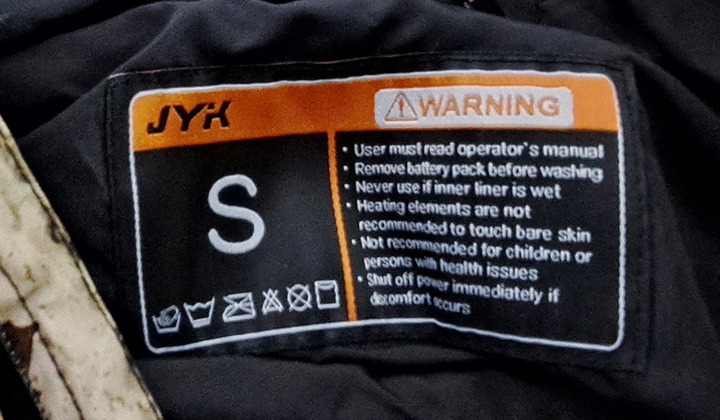 JYK
⚠WARNING
S
• User must read operator's manual
• Remove battery pack before washing
• Never use if inner liner is wet
• Heating elements are not
recommended to touch bare skin
• Not recommended for children or
persons with health issues
• Shut off power immediately if
discomfort occurs